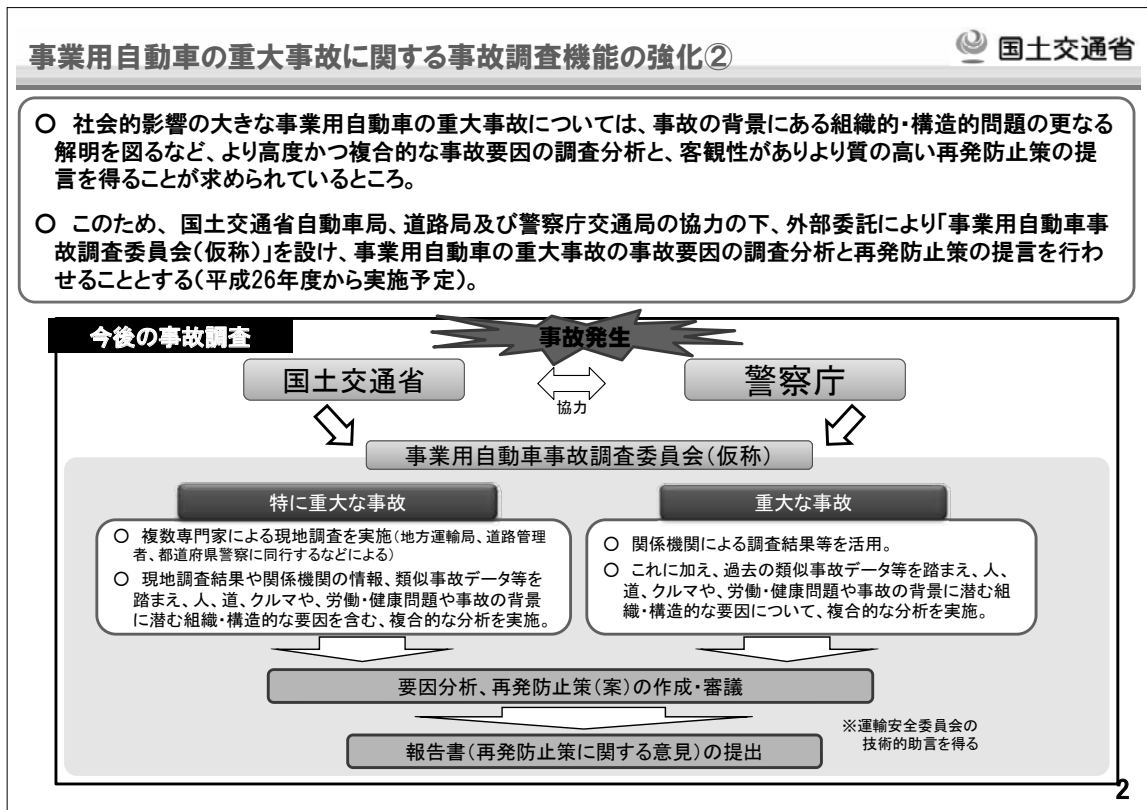 事業用自動車の重大事故に関する事故調査機能の強化②
国土交通省
○ 社会的影響の大きな事業用自動車の重大事故については、事故の背景にある組織的・構造的問題の更なる
解明を図るなど、より高度かつ複合的な事故要因の調査分析と、客観性がありより質の高い再発防止策の提
言を得ることが求められているところ。
○ このため、国土交通省自動車局、道路局及び警察庁交通局の協力の下、外部委託により「事業用自動車事
故調査委員会(仮称)」を設け、事業用自動車の重大事故の事故要因の調査分析と再発防止策の提言を行わ
せることとする(平成26年度から実施予定)。
今後の事故調査
事故発生
国土交通省
協力
警察庁
事業用自動車事故調査委員会(仮称)
特に重大な事故
○ 複数専門家による現地調査を実施(地方運輸局、道路管理
者、都道府県警察に同行するなどによる)
○ 現地調査結果や関係機関の情報、類似事故データ等を
踏まえ、人、道、クルマや、労働・健康問題や事故の背景
に潜む組織・構造的な要因を含む、複合的な分析を実施。
重大な事故
○ 関係機関による調査結果等を活用。
○ これに加え、過去の類似事故データ等を踏まえ、人、
道、クルマや、労働・健康問題や事故の背景に潜む組
織・構造的な要因について、複合的な分析を実施。
要因分析、再発防止策(案)の作成・審議
報告書(再発防止策に関する意見)の提出
※運輸安全委員会の
技術的助言を得る
2